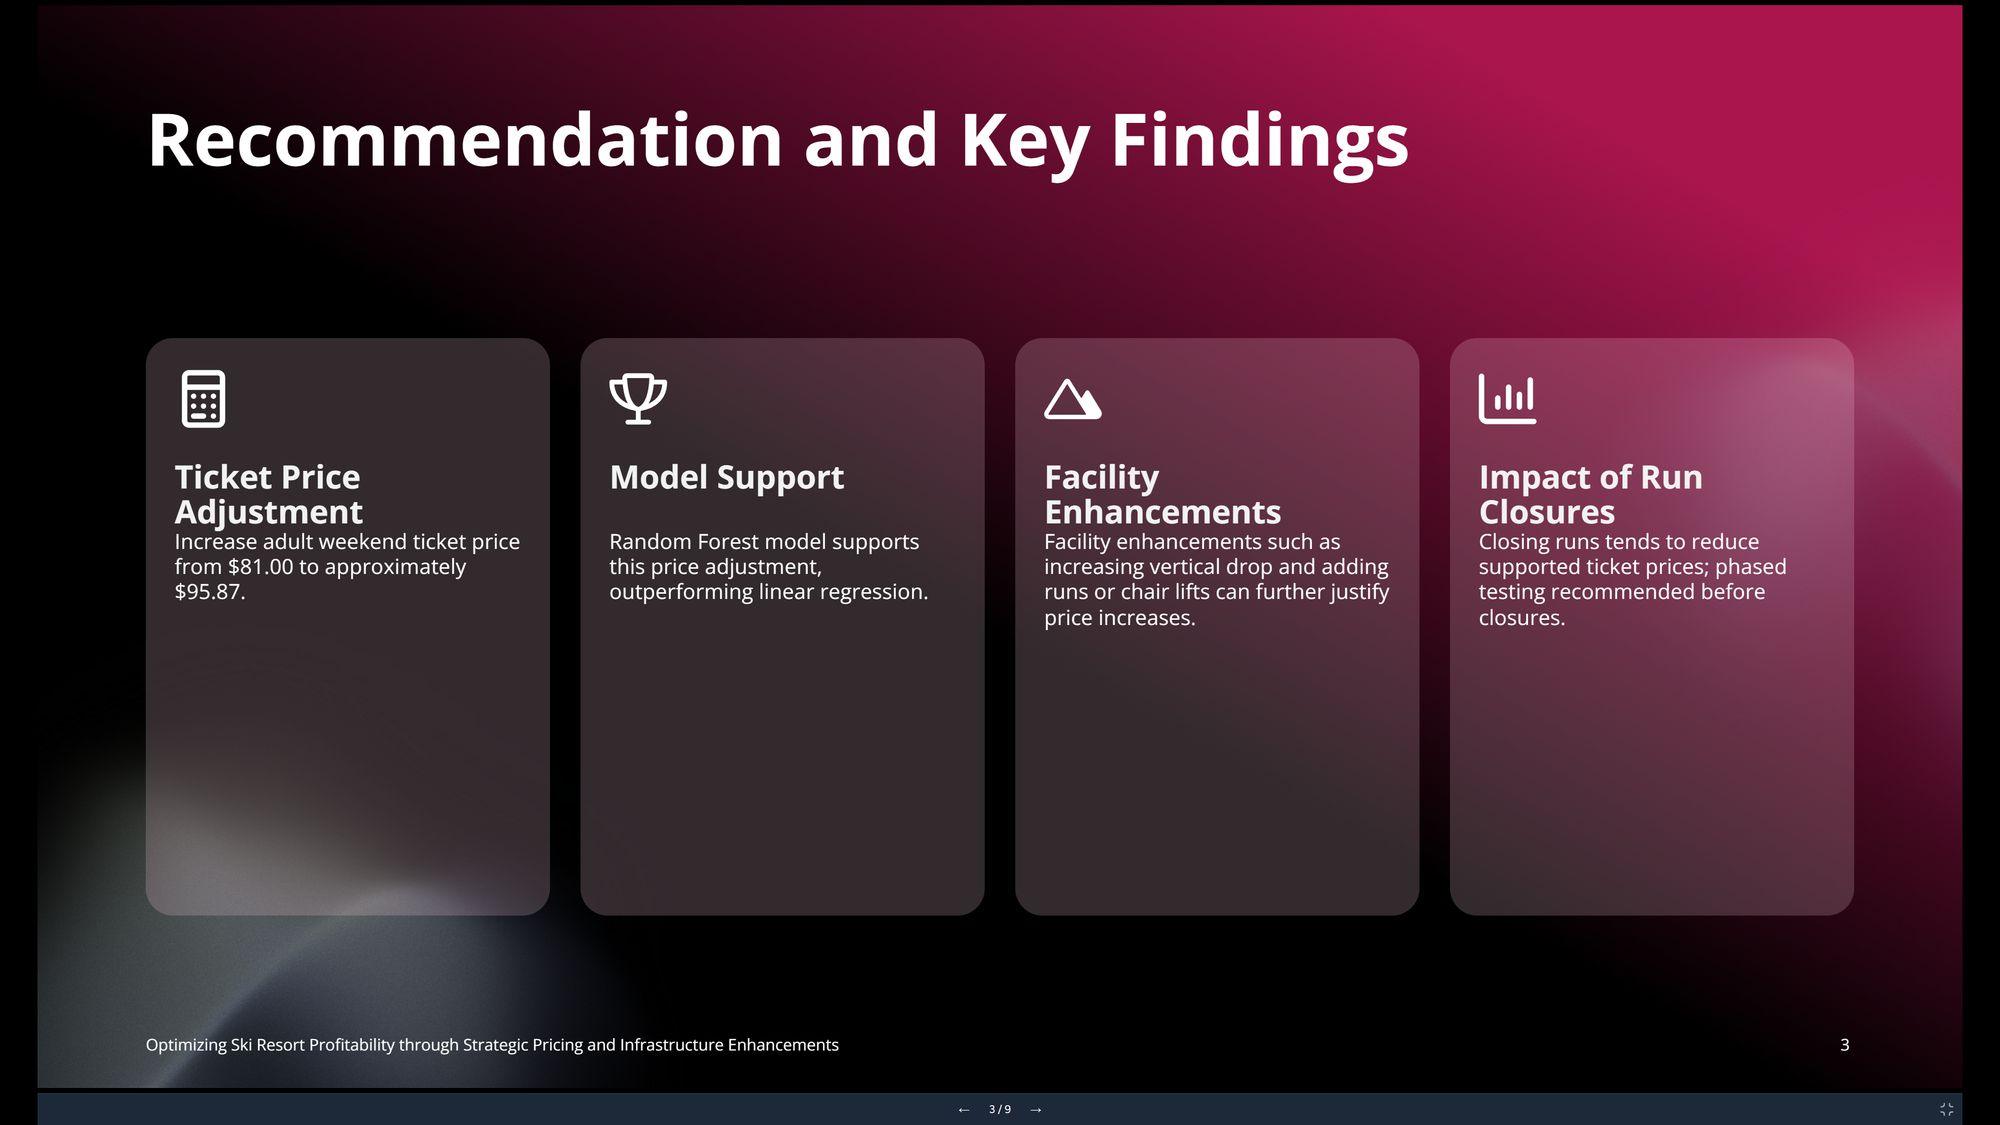 Recommendation and Key Findings
Ticket Price
Adjustment
Increase adult weekend ticket price
from $81.00 to approximately
$95.87.
Model Support
Random Forest model supports
this price adjustment,
outperforming linear regression.
Facility
Enhancements
Facility enhancements such as
increasing vertical drop and adding
runs or chair lifts can further justify
price increases.
Impact of Run
Closures
Closing runs tends to reduce
supported ticket prices; phased
testing recommended before
closures.
Optimizing Ski Resort Profitability through Strategic Pricing and Infrastructure Enhancements
3
← 3 / 9 →